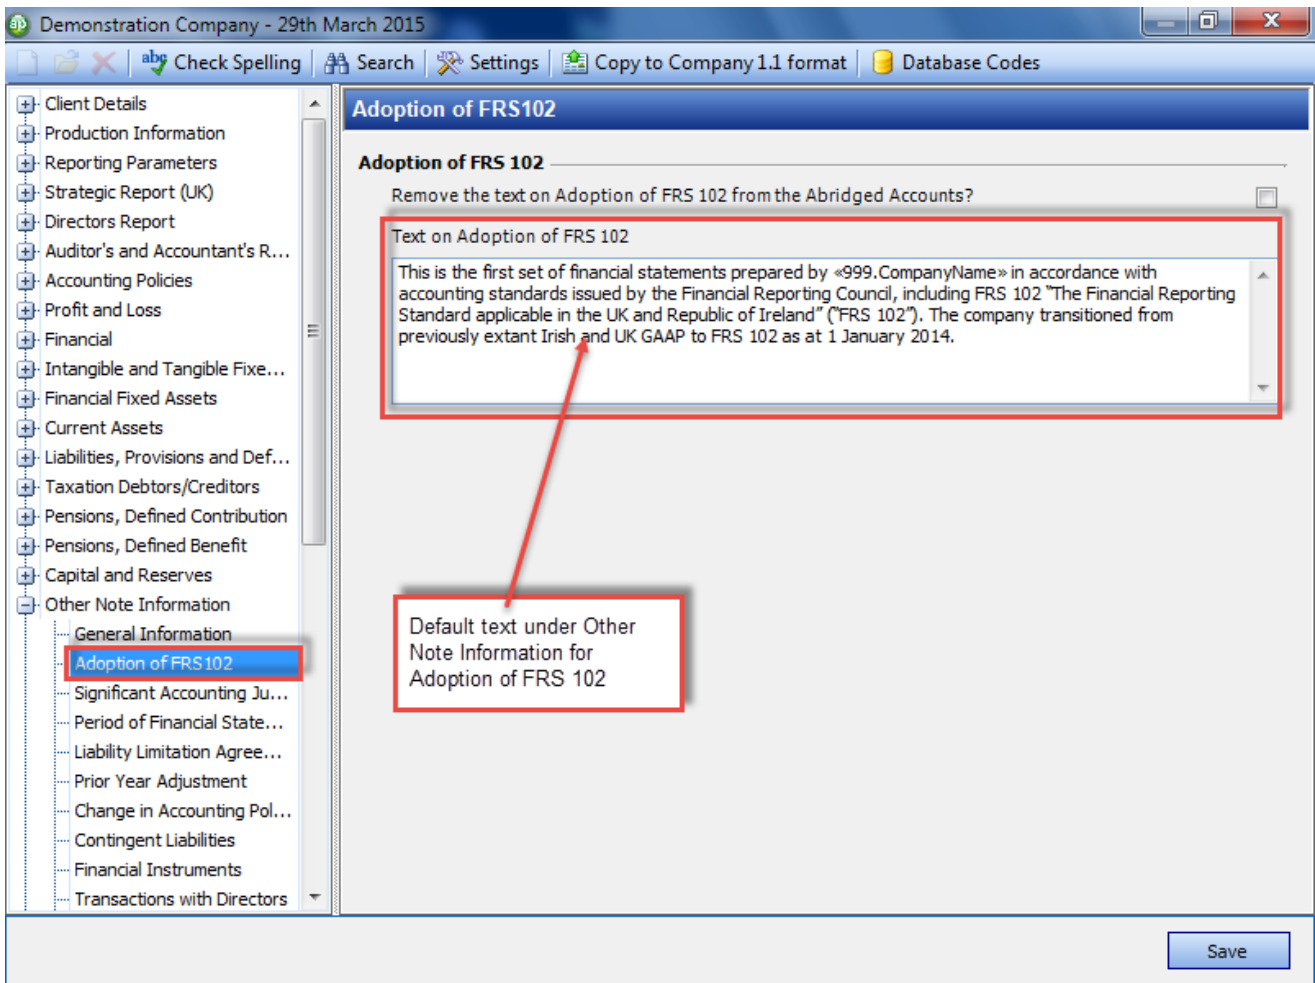 Demonstration Company - 29th March 2015
Check Spelling Search Settings Copy to Company 1.1 format Database Codes
Client Details
Production Information
Reporting Parameters
Strategic Report (UK)
Directors Report
Auditor's and Accountant's R...
Accounting Policies
Profit and Loss
Financial
Intangible and Tangible Fixe...
Financial Fixed Assets
Current Assets
Liabilities, Provisions and Def...
Taxation Debtors/Creditors
Pensions, Defined Contribution
Pensions, Defined Benefit
Capital and Reserves
Other Note Information
General Information
Adoption of FRS102
Significant Accounting Ju...
Period of Financial State...
Liability Limitation Agree...
Prior Year Adjustment
Change in Accounting Pol...
Contingent Liabilities
Financial Instruments
Transactions with Directors
Adoption of FRS102
Adoption of FRS 102
Remove the text on Adoption of FRS 102 from the Abridged Accounts?
Text on Adoption of FRS 102
This is the first set of financial statements prepared by «999.CompanyName» in accordance with
accounting standards issued by the Financial Reporting Council, including FRS 102 “The Financial Reporting
Standard applicable in the UK and Republic of Ireland” (“FRS 102”). The company transitioned from
previously extant Irish and UK GAAP to FRS 102 as at 1 January 2014.
Default text under Other
Note Information for
Adoption of FRS 102
Save